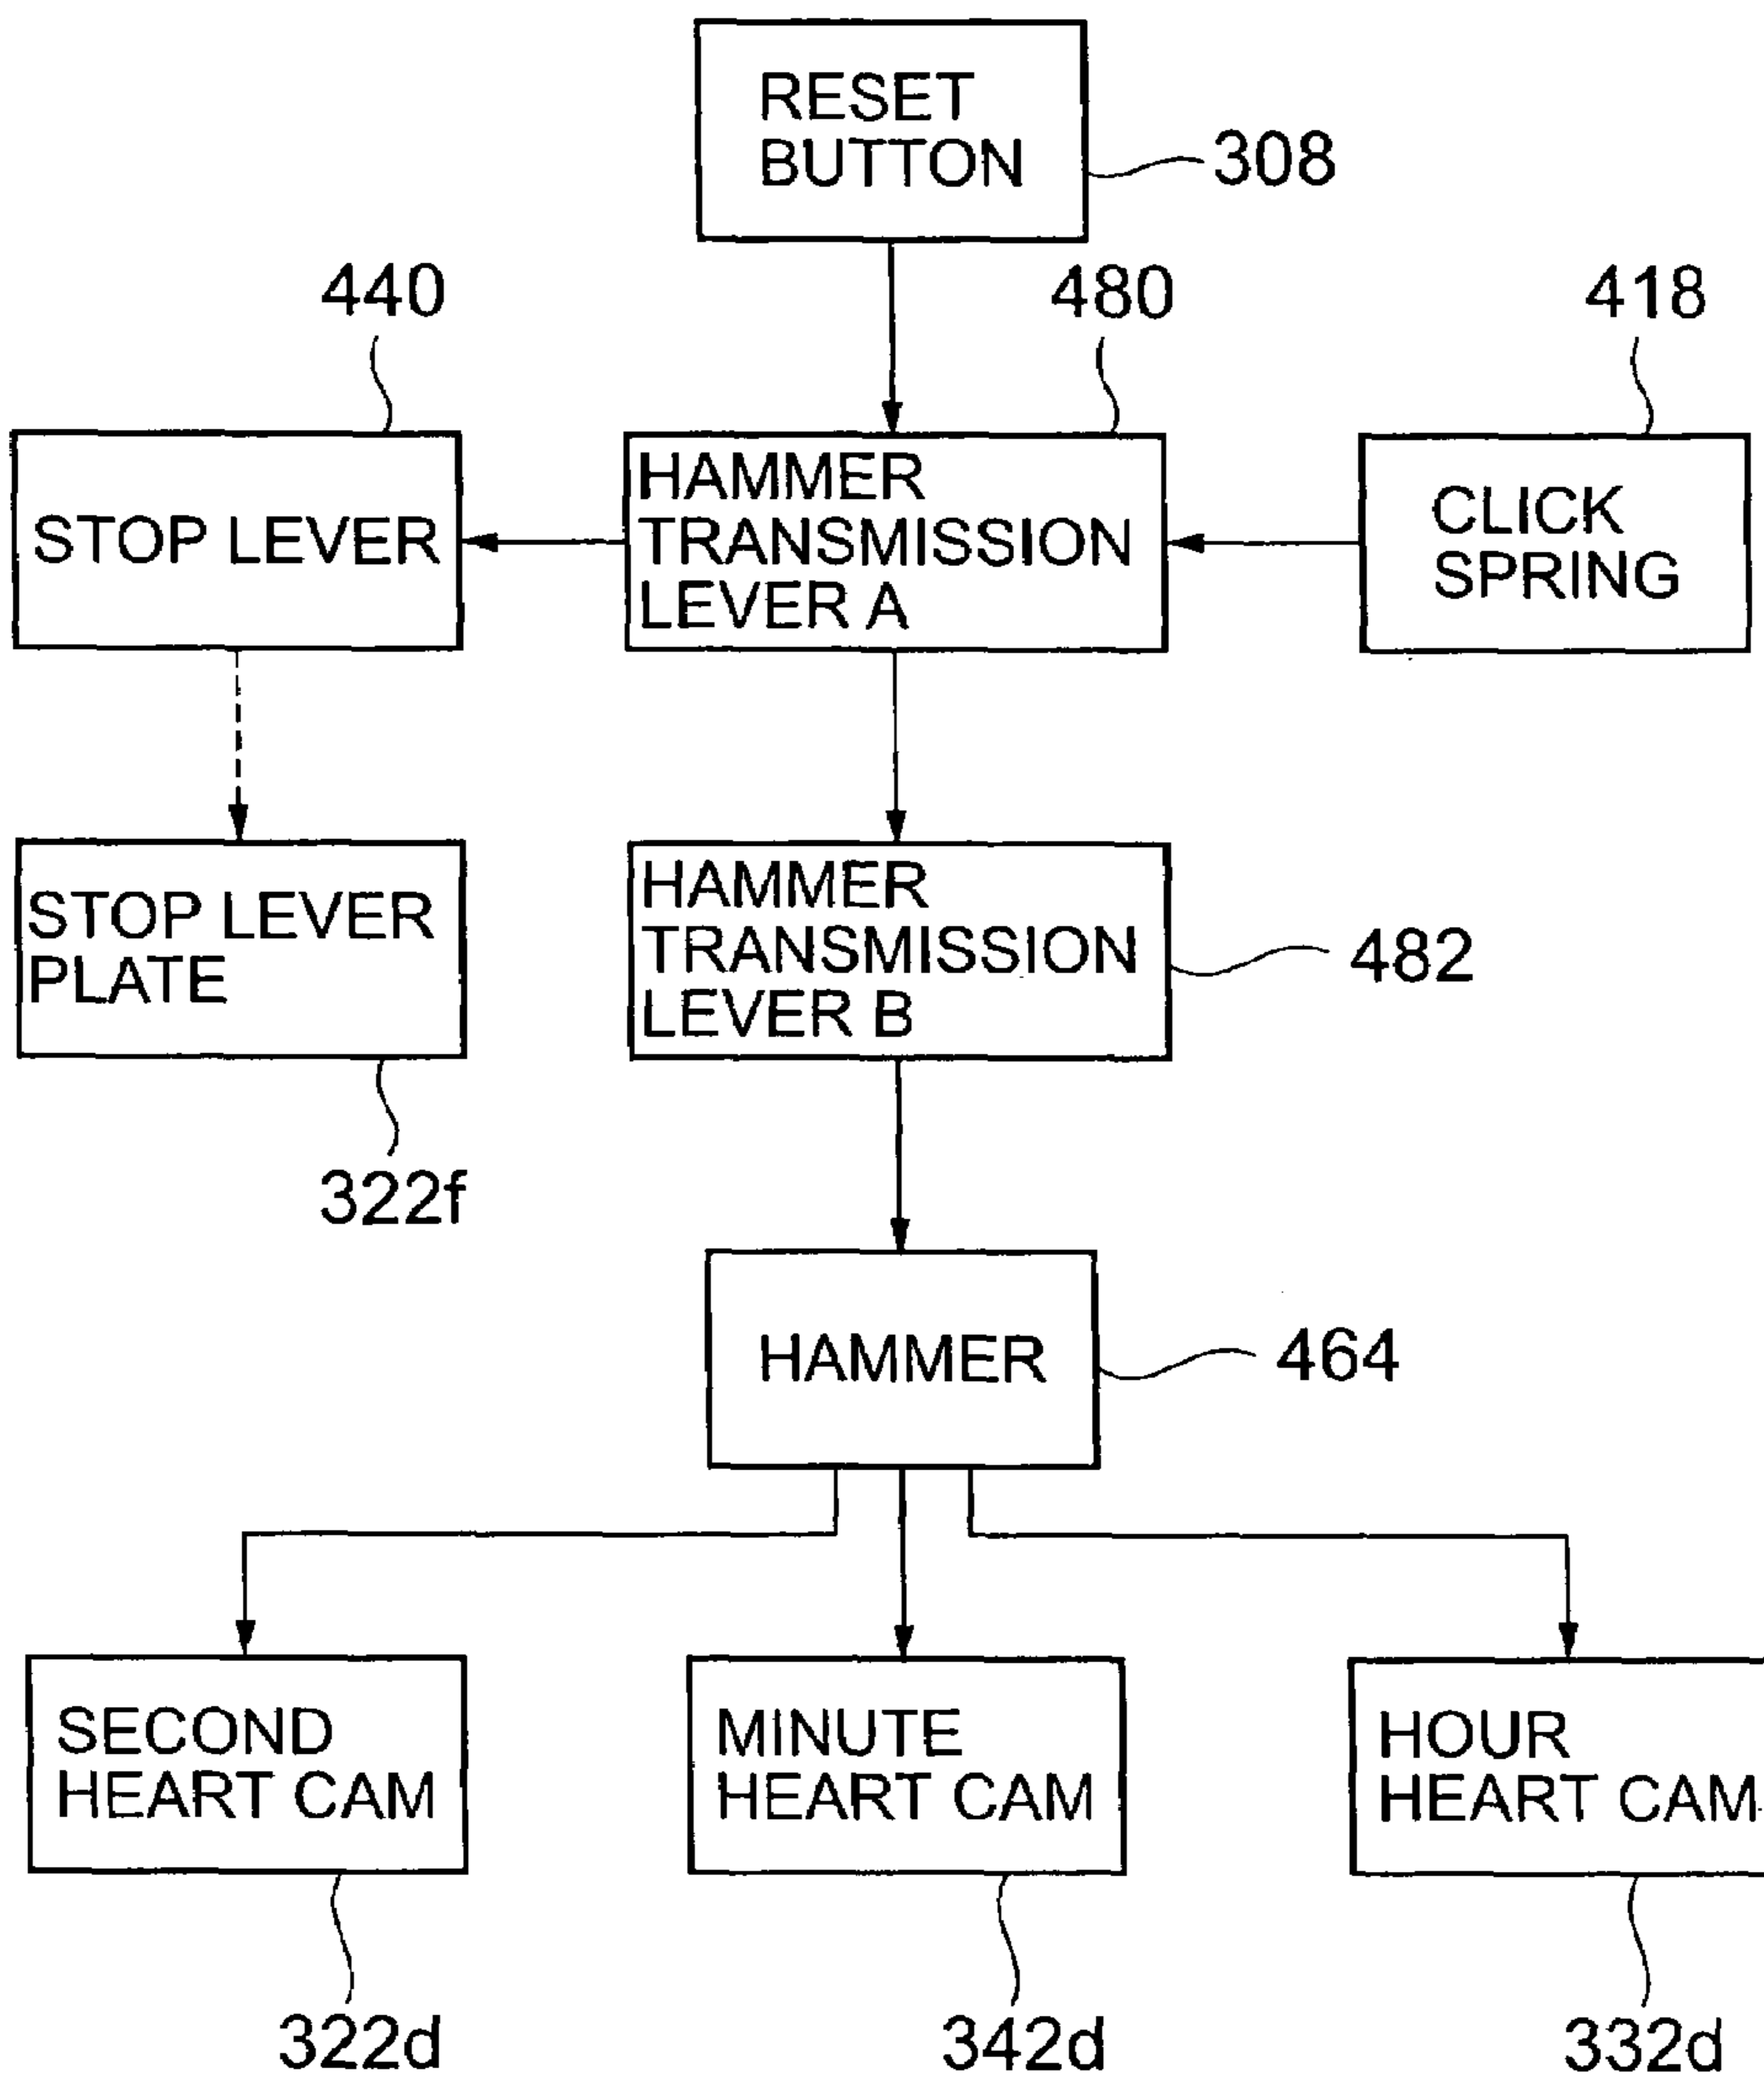 RESET
BUTTON
308
440
480
418
STOP LEVER
HAMMER
TRANSMISSION
LEVER A
CLICK
SPRING
STOP LEVER
PLATE
HAMMER
TRANSMISSION
LEVER B
482
322f
HAMMER
464
SECOND
HEART CAM
MINUTE
HEART CAM
HOUR
HEART CAM
322d
342d
332d